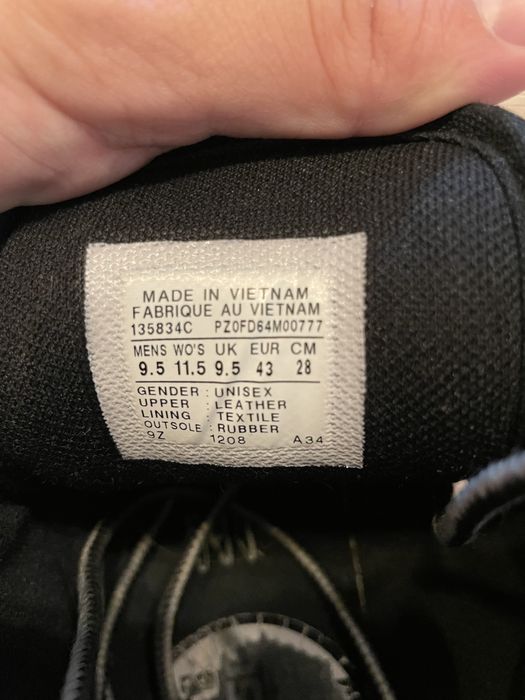 MADE IN VIETNAM
FABRIQUE AU VIETNAM
135834C PZ0FD64M00777
MENS WO'S UK EUR CM
9.5 11.5 9.5 43 28
GENDER : UNISEX
UPPER : LEATHER
LINING : TEXTILE
OUTSOLE : RUBBER
9Z 1208 A34